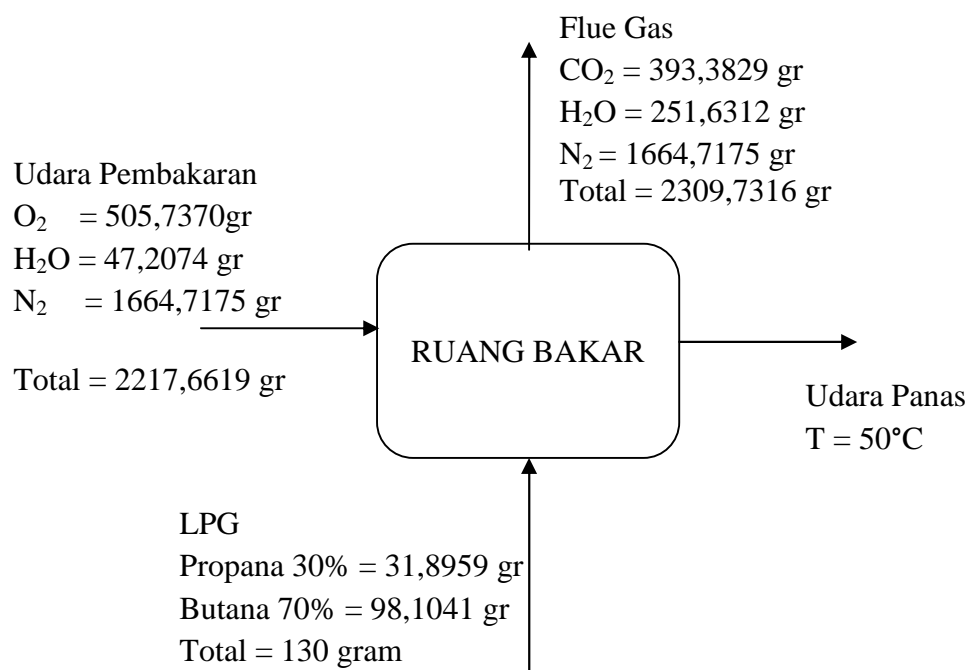 Flue Gas
CO₂ = 393,3829 gr
H₂O = 251,6312 gr
N₂ = 1664,7175 gr
Total = 2309,7316 gr
Udara Pembakaran
O₂ = 505,7370gr
H₂O = 47,2074 gr
N₂ = 1664,7175 gr
Total = 2217,6619 gr
RUANG BAKAR
Udara Panas
T = 50°C
LPG
Propana 30% = 31,8959 gr
Butana 70% = 98,1041 gr
Total = 130 gram